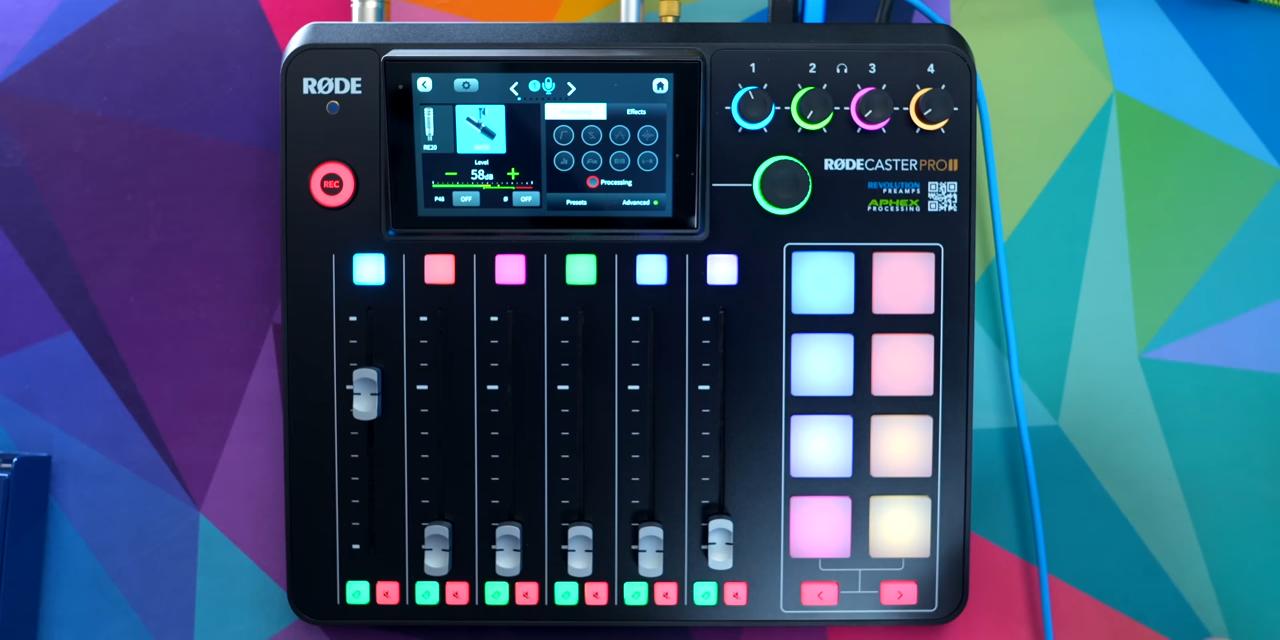 RØDE
REC
RE20
Level
58dB
P48
OFF
Ø
OFF
Effects
Processing
Presets
Advanced
1
2
3
4
RØDECASTER PRO II
REVOLUTION
PREAMPS
APHEX
PROCESSING